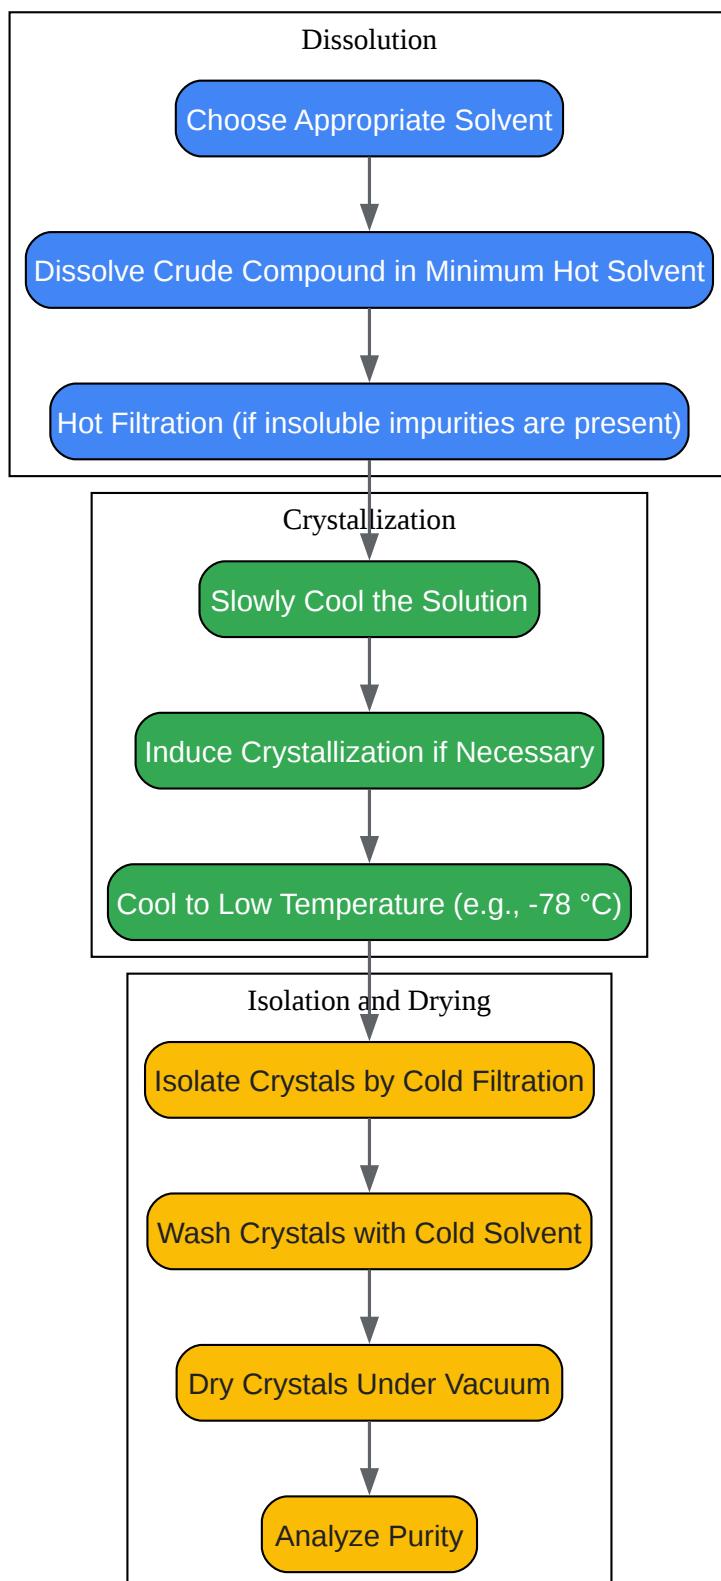 Dissolution
Choose Appropriate Solvent
Dissolve Crude Compound in Minimum Hot Solvent
Hot Filtration (if insoluble impurities are present)
Crystallization
Slowly Cool the Solution
Induce Crystallization if Necessary
Cool to Low Temperature (e.g., -78 °C)
Isolation and Drying
Isolate Crystals by Cold Filtration
Wash Crystals with Cold Solvent
Dry Crystals Under Vacuum
Analyze Purity